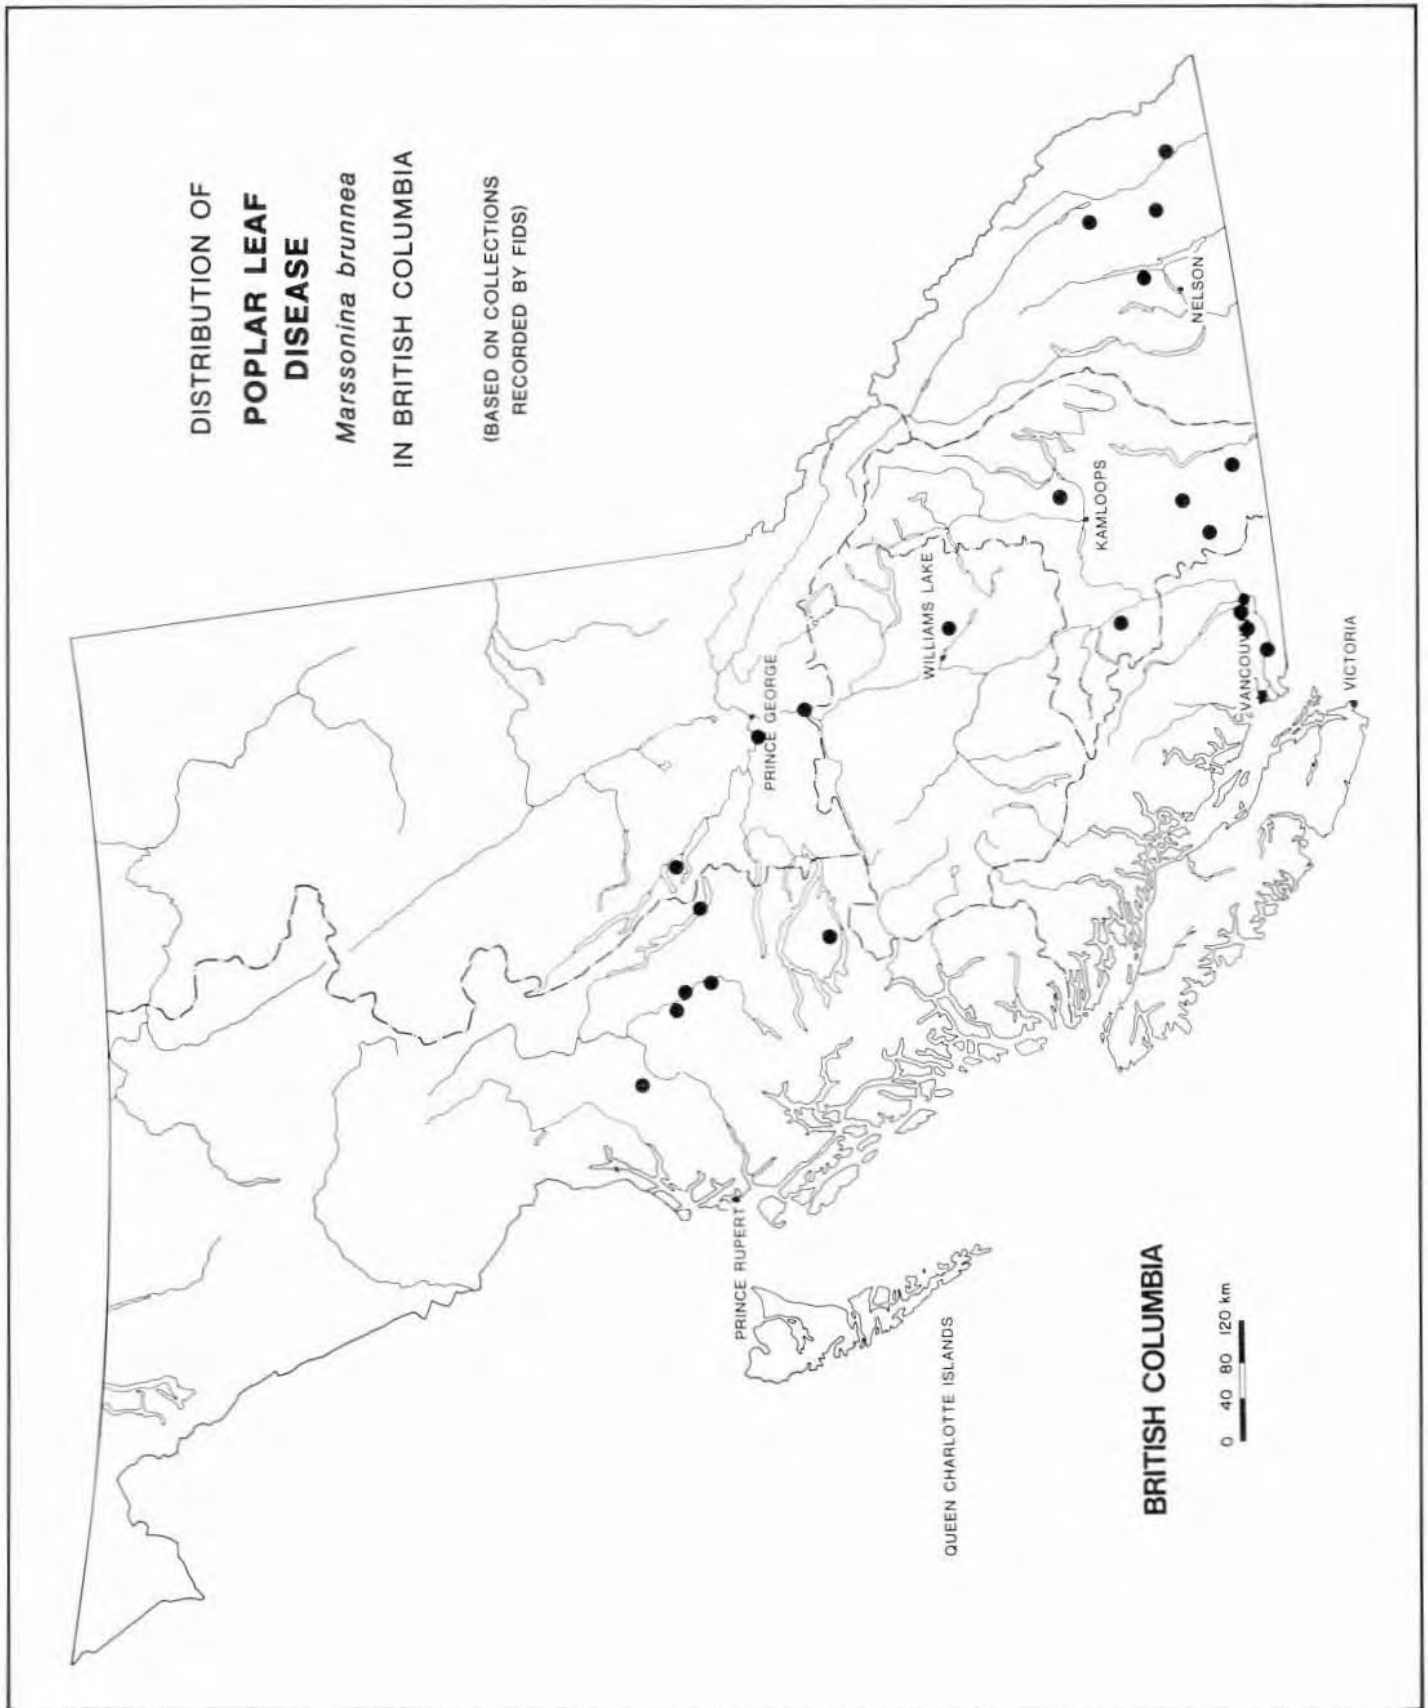 DISTRIBUTION OF
POPLAR LEAF
DISEASE
Marssonina brunnea
IN BRITISH COLUMBIA
(BASED ON COLLECTIONS
RECORDED BY FIDS)
PRINCE RUPERT
PRINCE GEORGE
QUEEN CHARLOTTE ISLANDS
WILLIAMS LAKE
KAMLOOPS
NELSON
VANCOUV
VICTORIA
BRITISH COLUMBIA
0 40 80 120 km